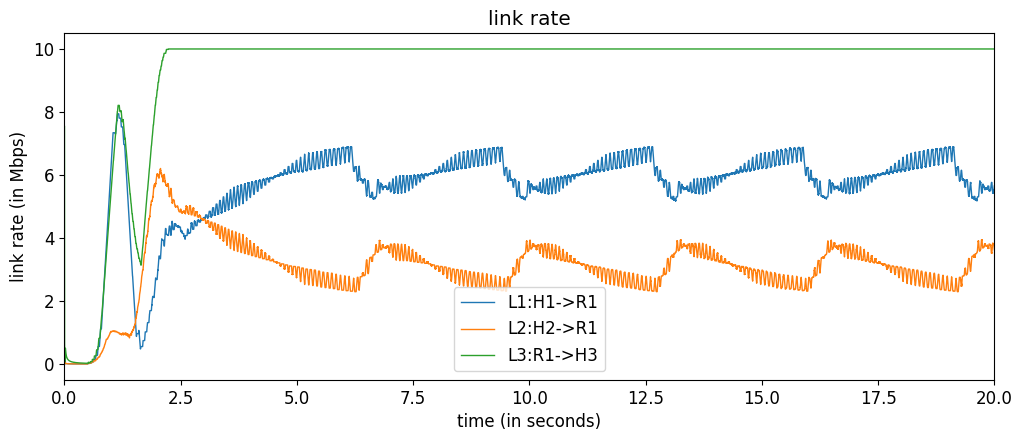 link rate
link rate (in Mbps)
10
8
6
4
2
0
L1:H1->R1
L2:H2->R1
L3:R1->H3
0.0 2.5 5.0 7.5 10.0 12.5 15.0 17.5 20.0
time (in seconds)